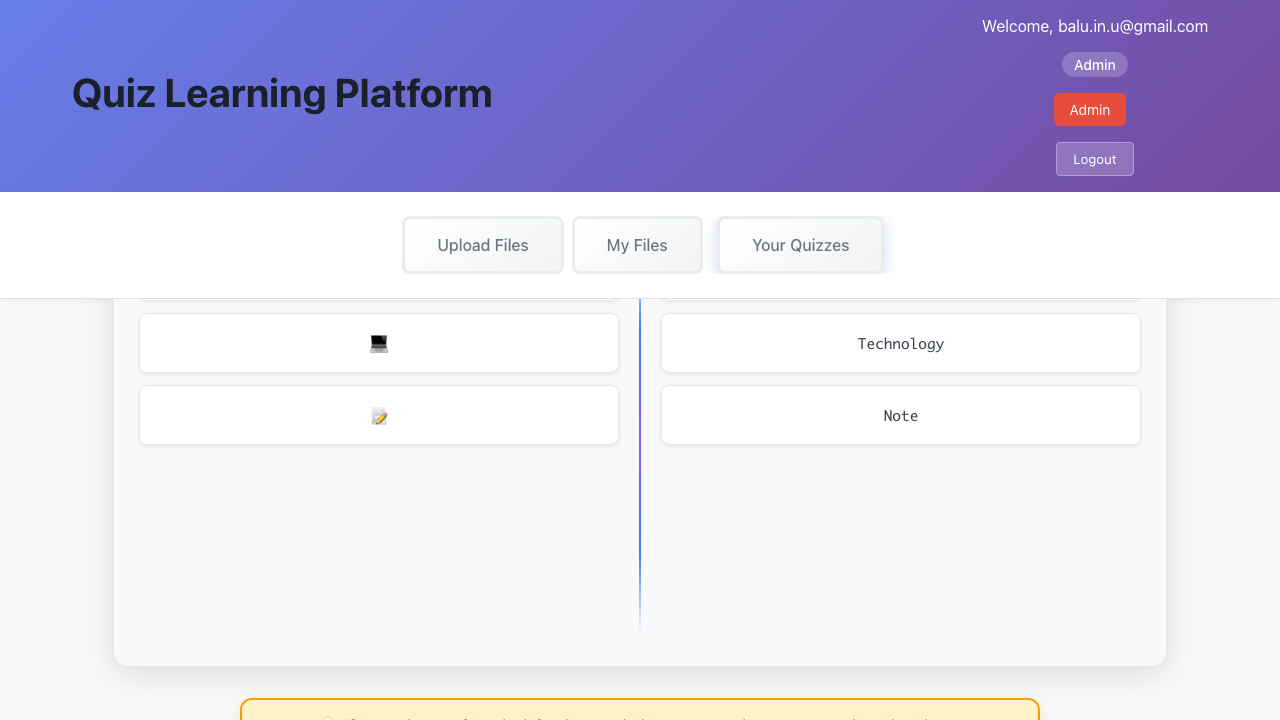 Welcome, balu.in.u@gmail.com
Admin
Quiz Learning Platform
Admin
Logout
Upload Files
My Files
Your Quizzes
💻
Technology
📝
Note